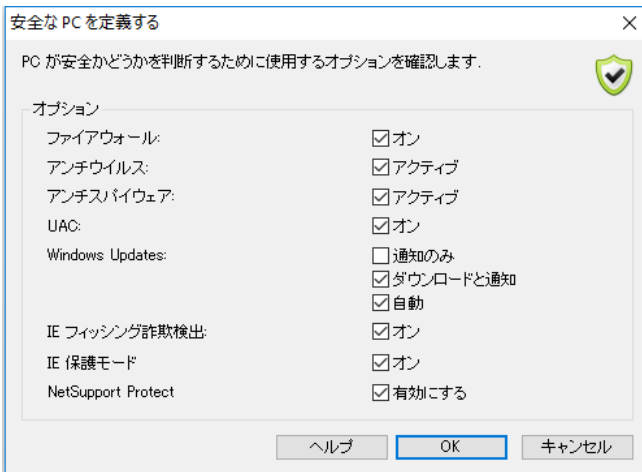 安全な PC を定義する
PC が安全かどうかを判断するために使用するオプションを確認します.
オプション
ファイアウォール: オン
アンチウイルス: アクティブ
アンチスパイウェア: アクティブ
UAC: オン
Windows Updates: 通知のみ
ダウンロードと通知
自動
IE フィッシング詐欺検出: オン
IE 保護モード オン
NetSupport Protect 有効にする
ヘルプ OK キャンセル